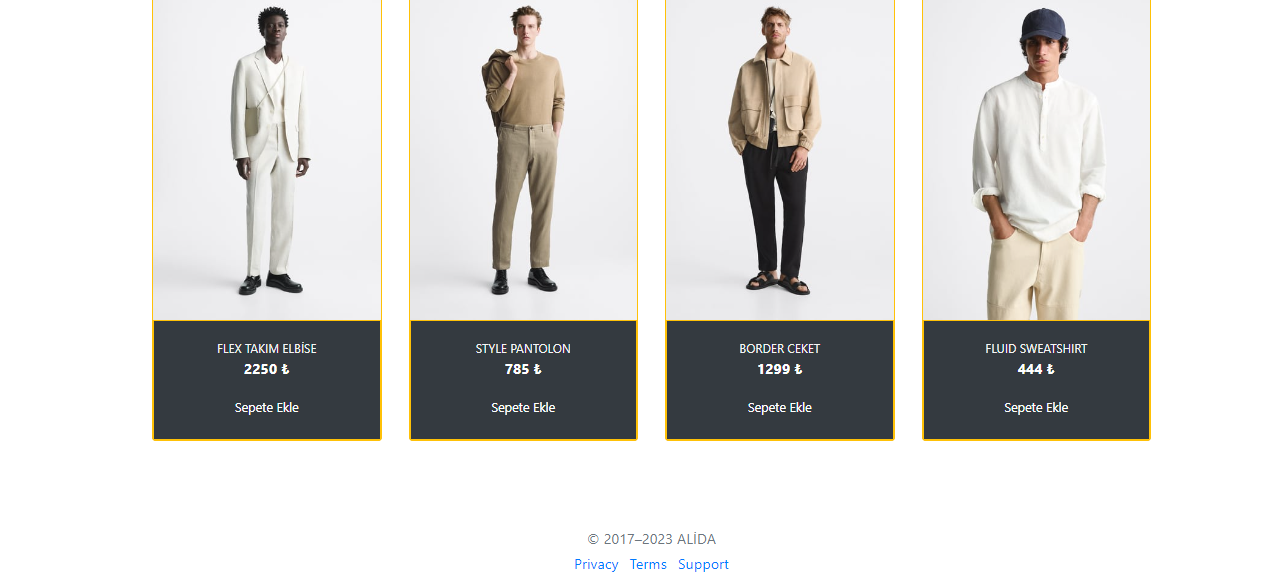 FLEX TAKIM ELBİSE
2250 ₺
Sepete Ekle
STYLE PANTOLON
785 ₺
Sepete Ekle
BORDER CEKET
1299 ₺
Sepete Ekle
FLUID SWEATSHIRT
444 ₺
Sepete Ekle
© 2017–2023 ALİDA
Privacy Terms Support